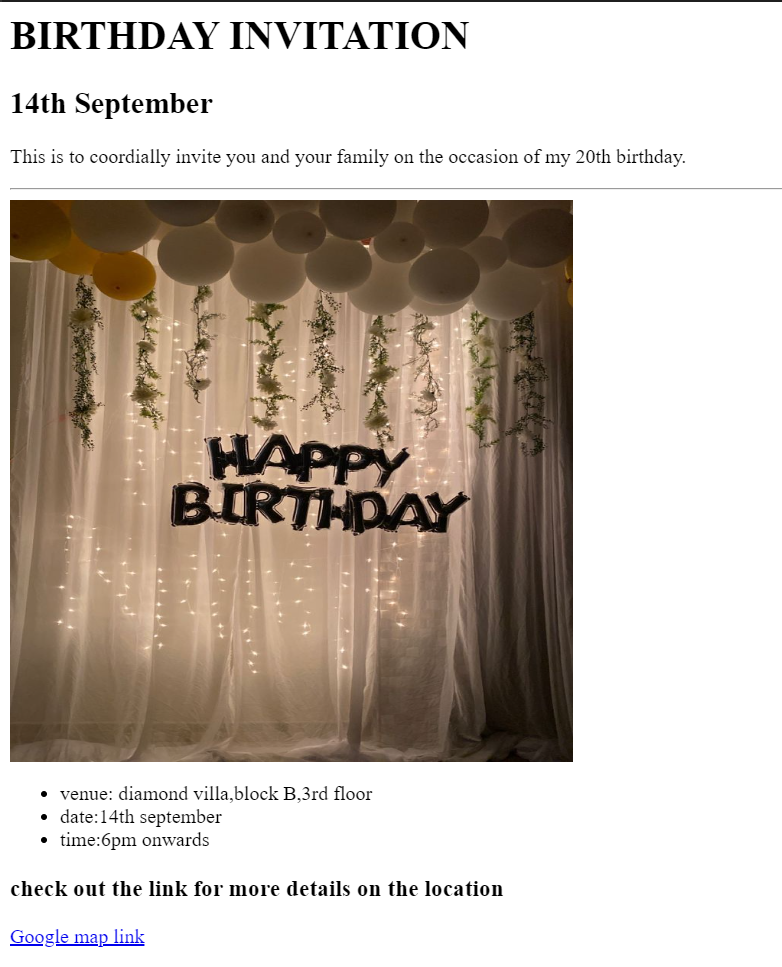 BIRTHDAY INVITATION
14th September
This is to coordially invite you and your family on the occasion of my 20th birthday.
HAPPY
BIRTHDAY
venue: diamond villa,block B,3rd floor
date:14th september
time:6pm onwards
check out the link for more details on the location
Google map link